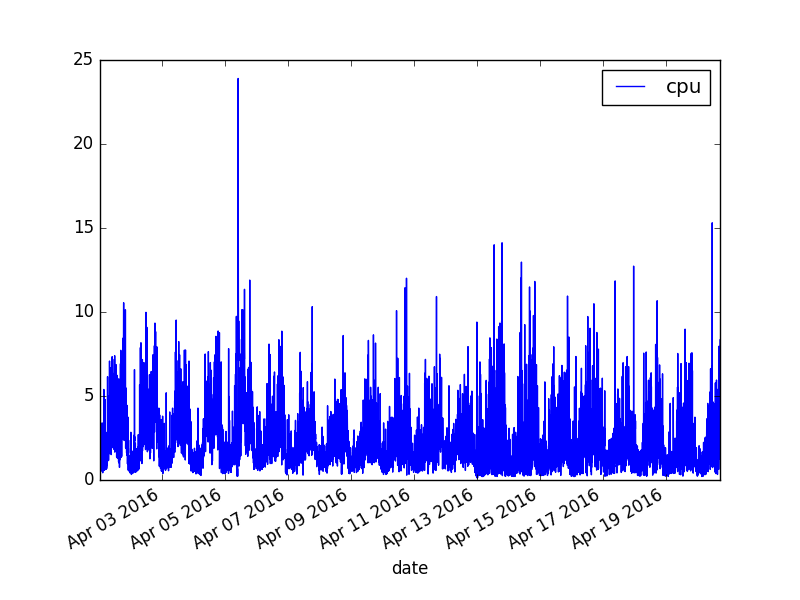 25
20
15
10
5
0
cpu
Apr 03 2016
Apr 05 2016
Apr 07 2016
Apr 09 2016
Apr 11 2016
Apr 13 2016
Apr 15 2016
Apr 17 2016
Apr 19 2016
date